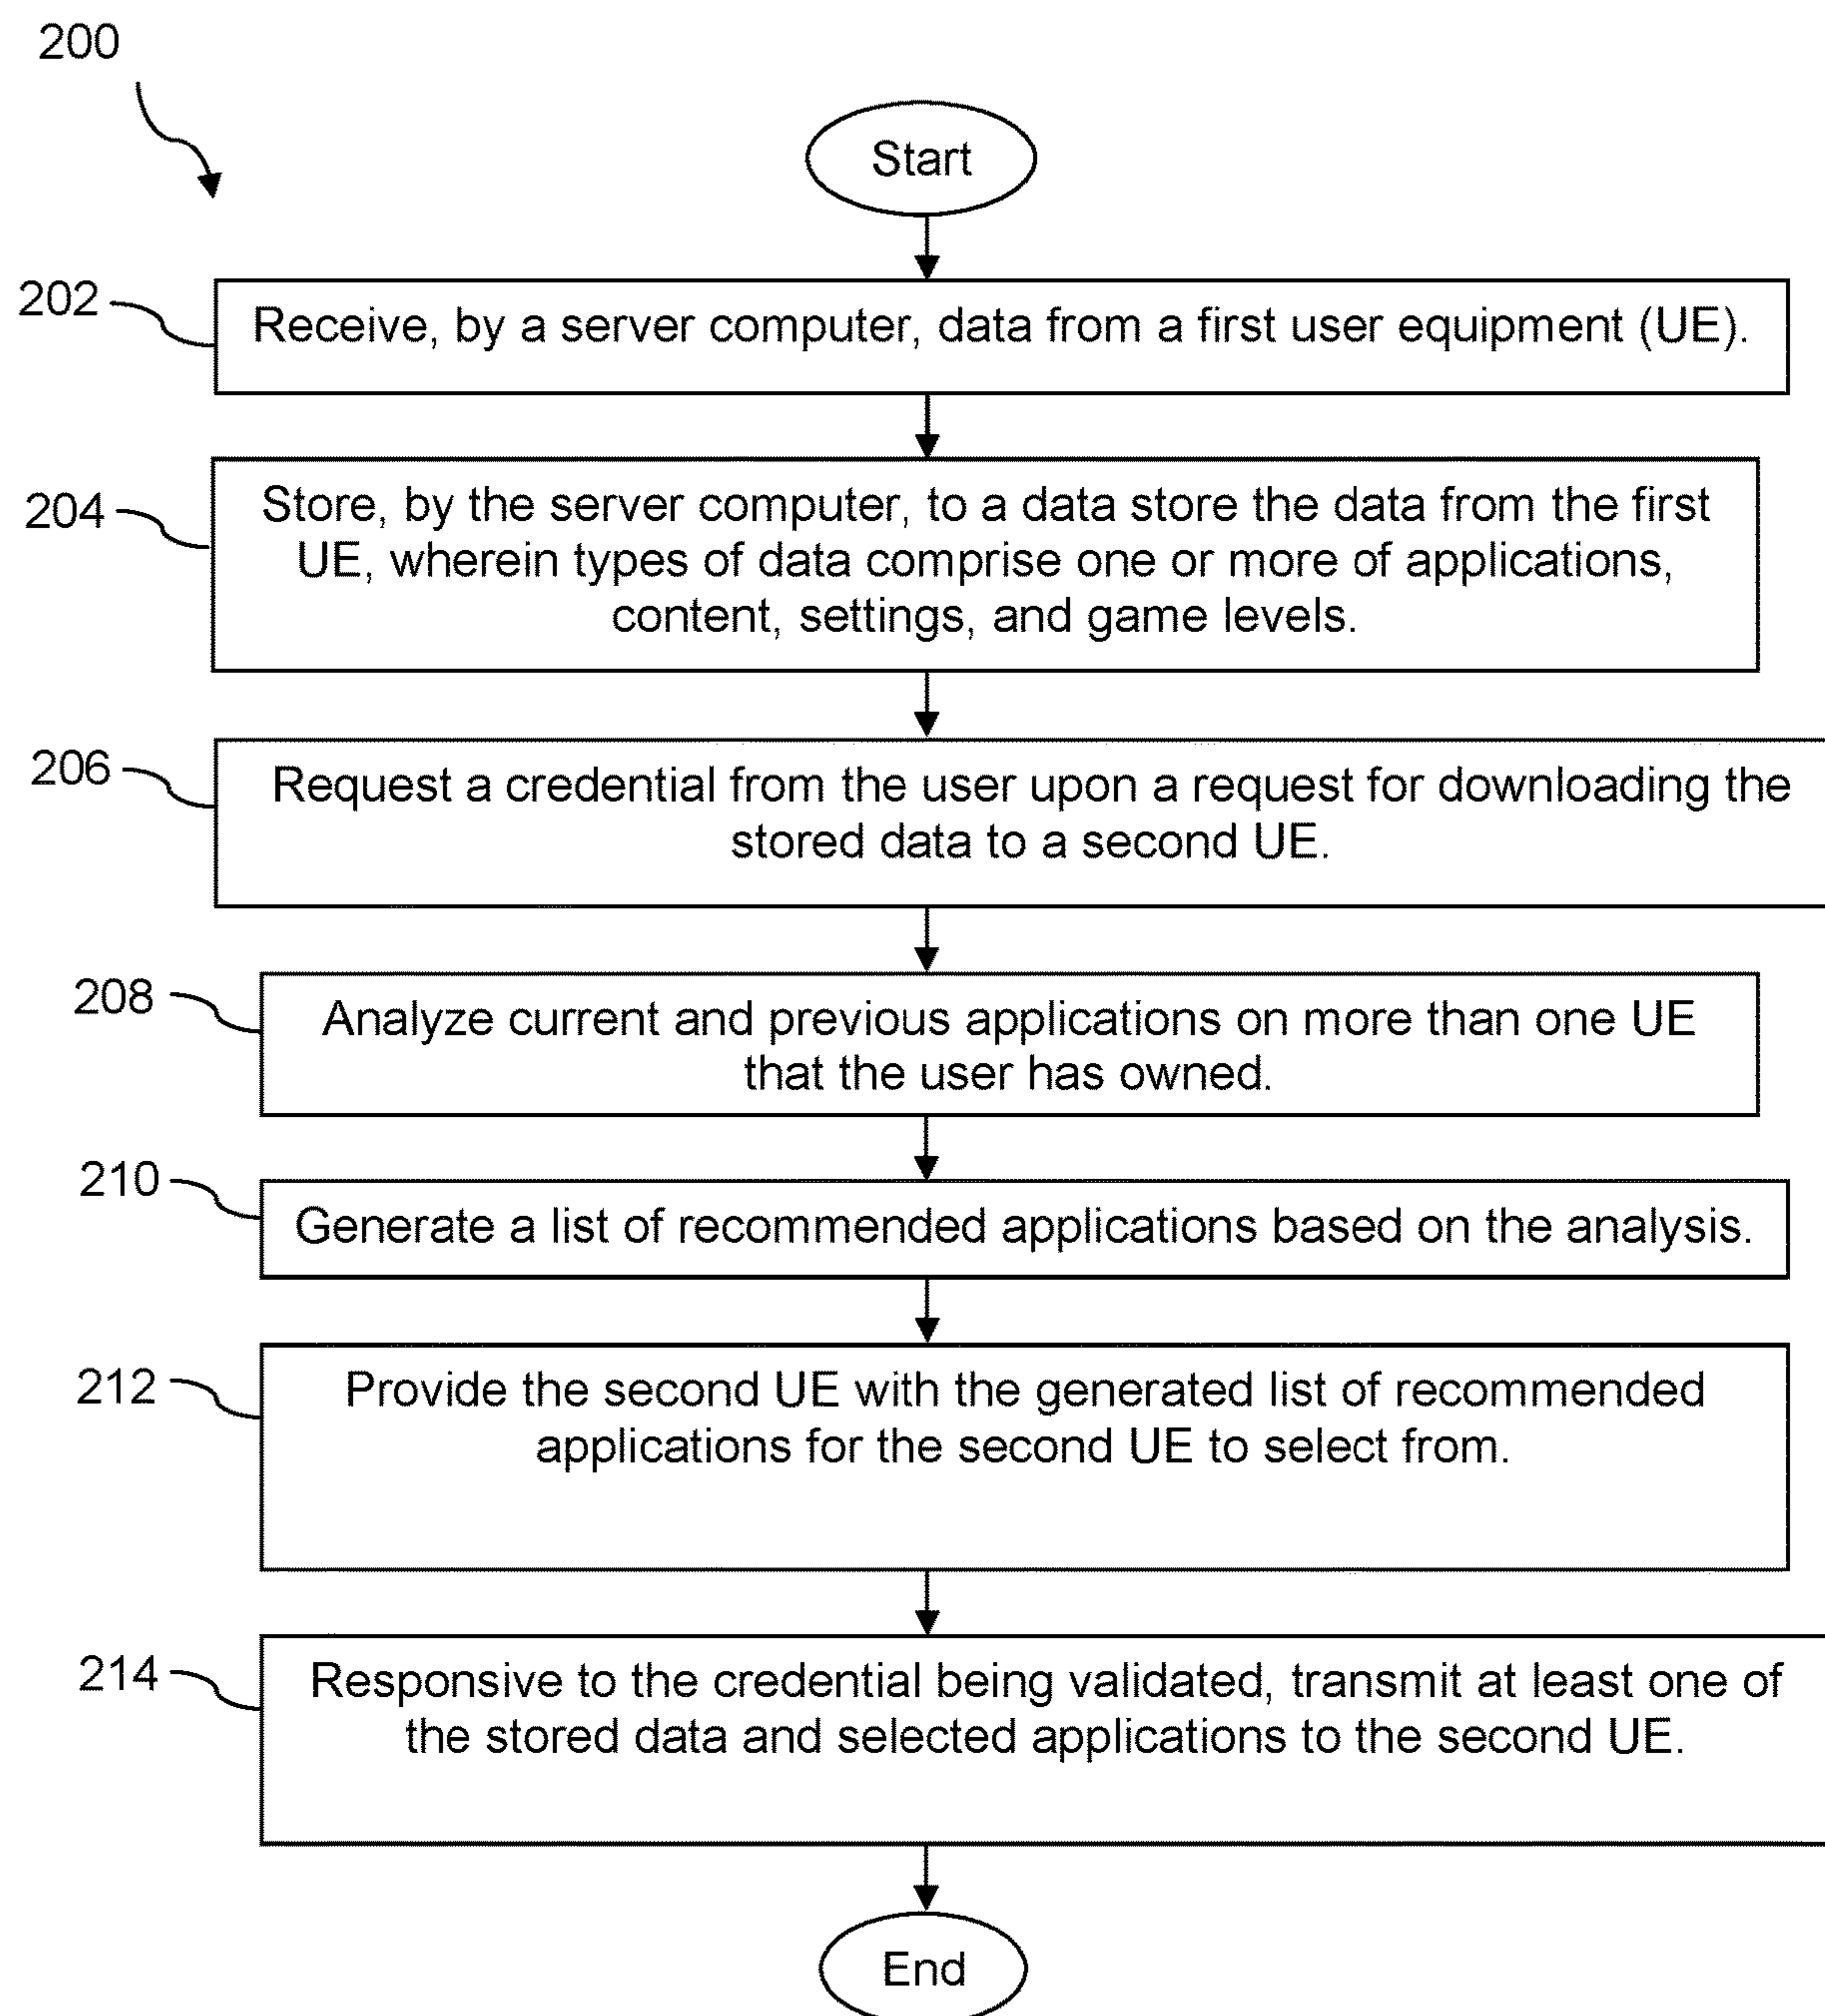 200
Start
202
Receive, by a server computer, data from a first user equipment (UE).
204
Store, by the server computer, to a data store the data from the first
UE, wherein types of data comprise one or more of applications,
content, settings, and game levels.
206
Request a credential from the user upon a request for downloading the
stored data to a second UE.
208
Analyze current and previous applications on more than one UE
that the user has owned.
210
Generate a list of recommended applications based on the analysis.
212
Provide the second UE with the generated list of recommended
applications for the second UE to select from.
214
Responsive to the credential being validated, transmit at least one of
the stored data and selected applications to the second UE.
End